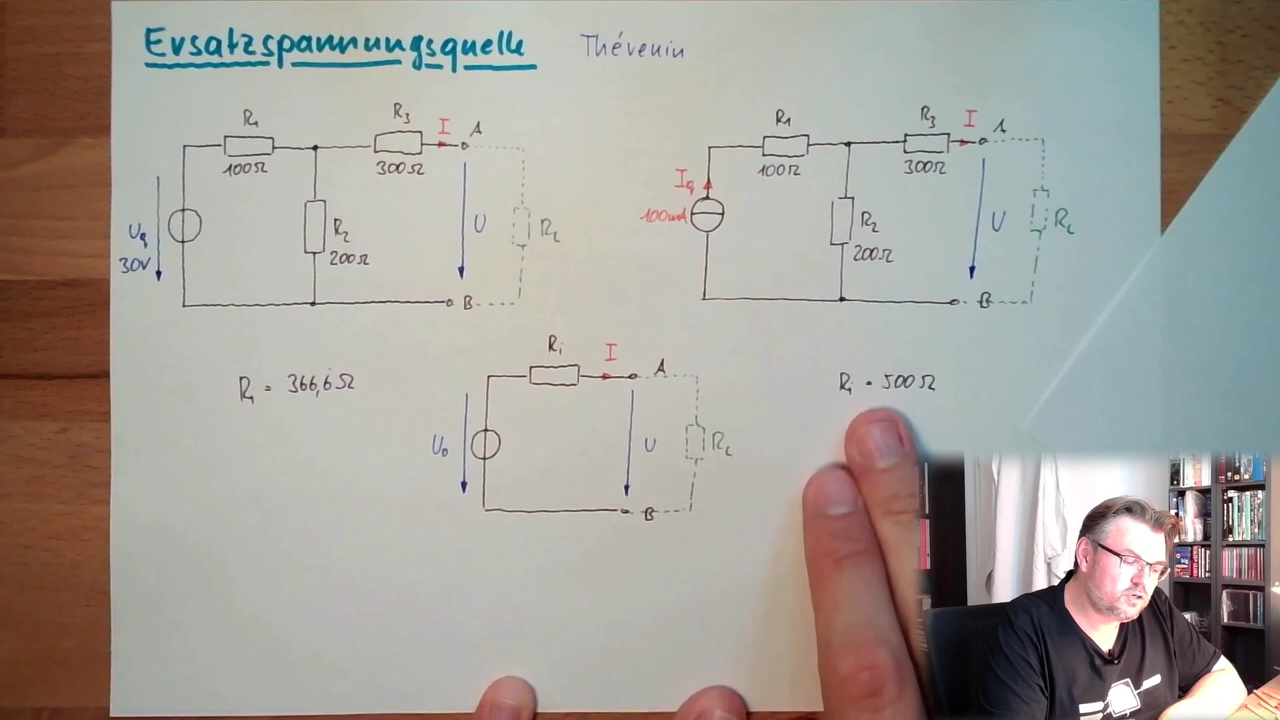 Ersatzspannungsquelle Thévenin
R1 R3 I A
100Ω 300Ω
Uq 30V
R2 200Ω
U RL
B
R1 R3 I A
100Ω 300Ω
Iq 100mA
R2 200Ω
U RL
B
Ri = 366,6̇Ω
Ri I A
U0 U RL
B
Ri = 500Ω